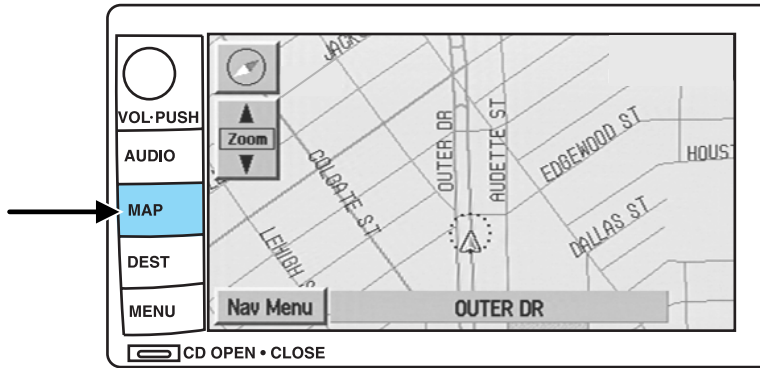 VOL·PUSH
AUDIO
MAP
DEST
MENU
CD OPEN • CLOSE
Zoom
COLGATE ST
OUTER DR
AUDETTE ST
EDGEWOOD ST
DALLAS ST
Nav Menu
OUTER DR